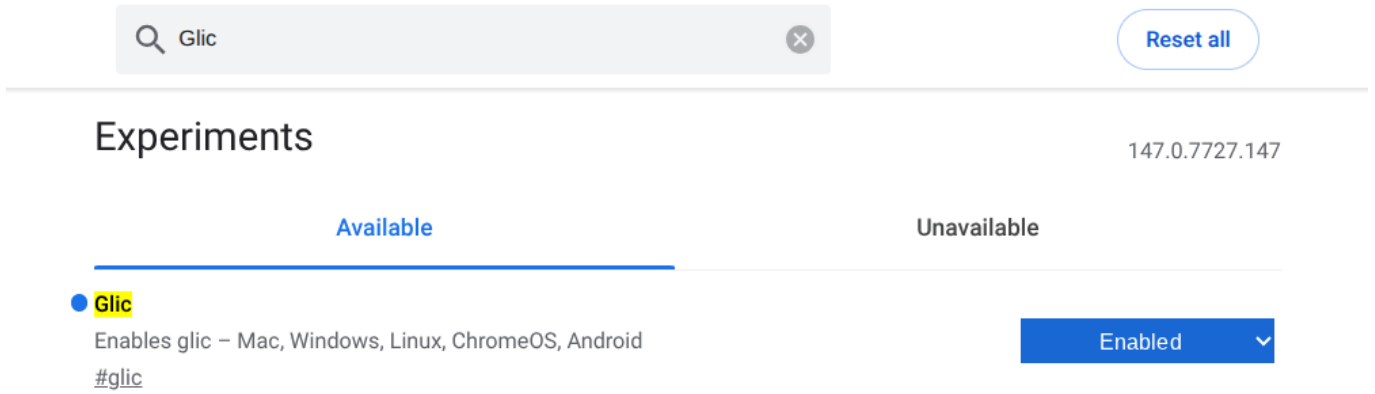 Glic
Reset all
Experiments
147.0.7727.147
Available
Unavailable
Glic
Enables glic – Mac, Windows, Linux, ChromeOS, Android
Enabled
#glic